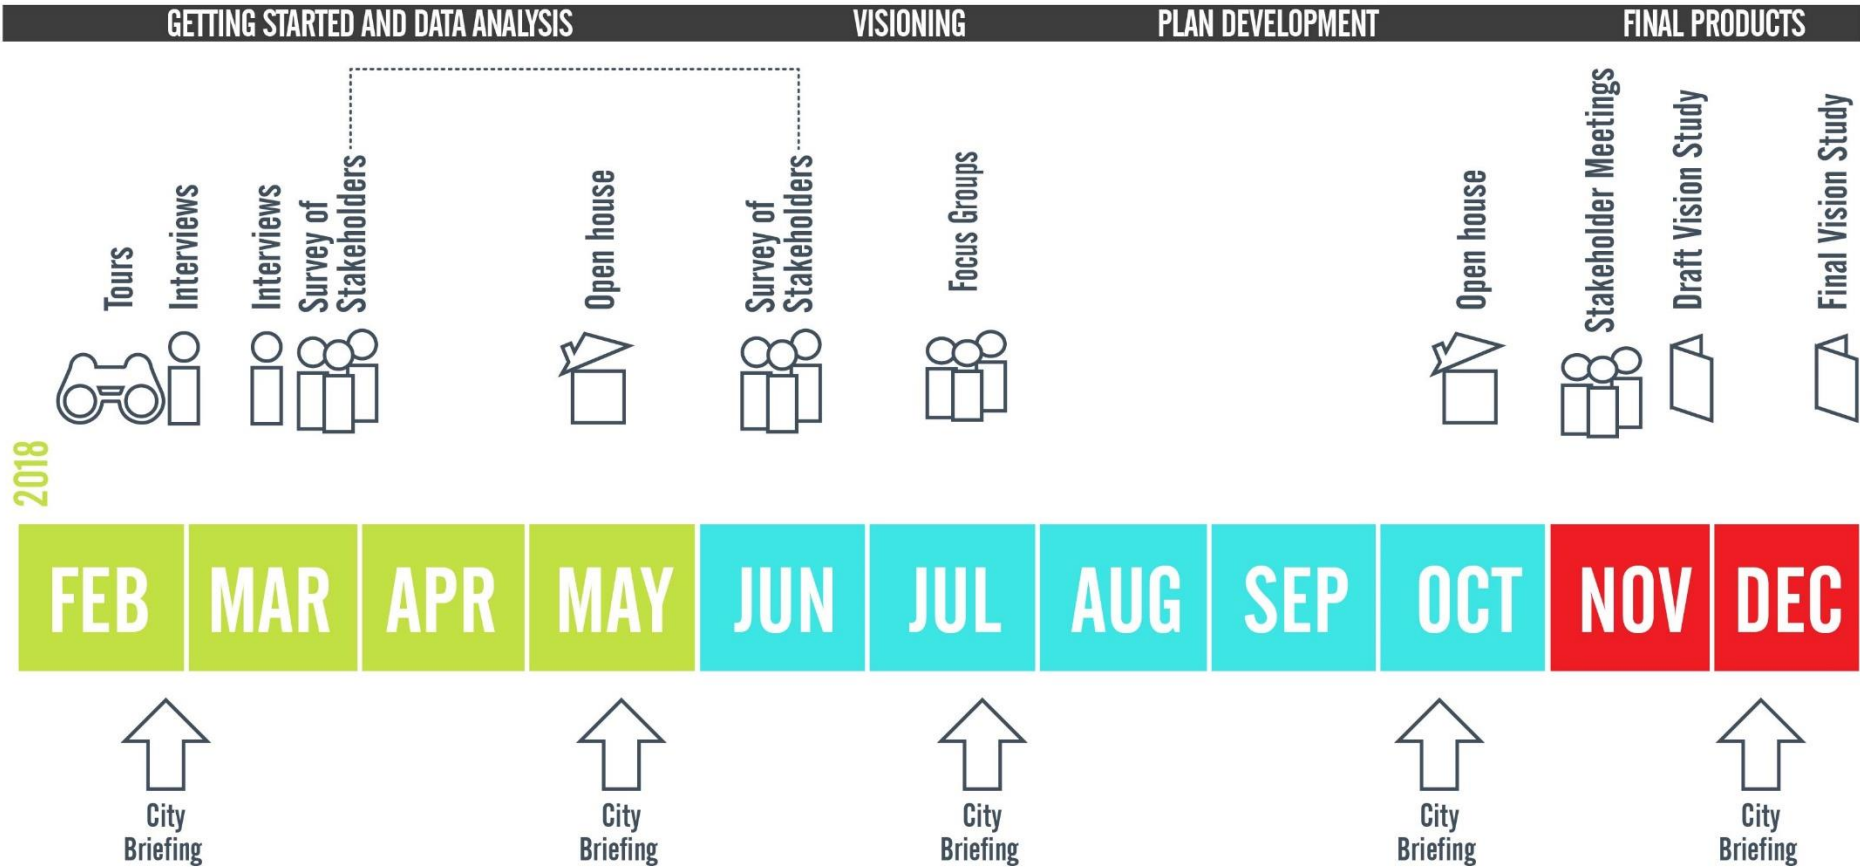 GETTING STARTED AND DATA ANALYSIS
VISIONING
PLAN DEVELOPMENT
FINAL PRODUCTS
Tours
Interviews
Interviews
Survey of
Stakeholders
Open house
Survey of
Stakeholders
Focus Groups
Open house
Stakeholder Meetings
Draft Vision Study
Final Vision Study
2018
FEB
MAR
APR
MAY
JUN
JUL
AUG
SEP
OCT
NOV
DEC
City
Briefing
City
Briefing
City
Briefing
City
Briefing
City
Briefing